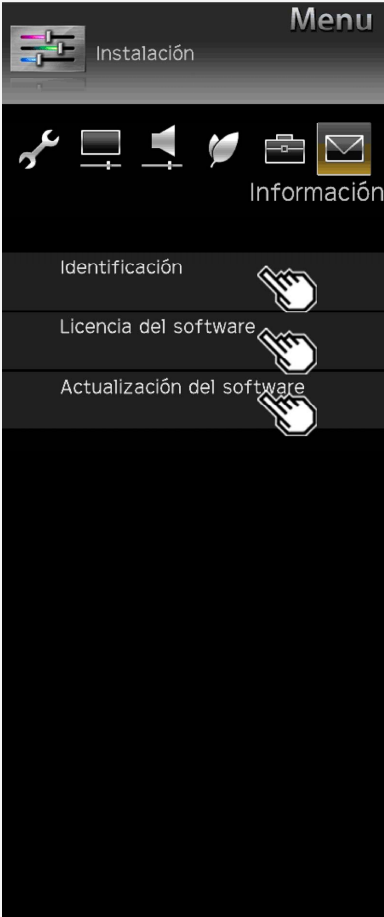 Menu
Instalación
Información
Identificación
Licencia del software
Actualización del software